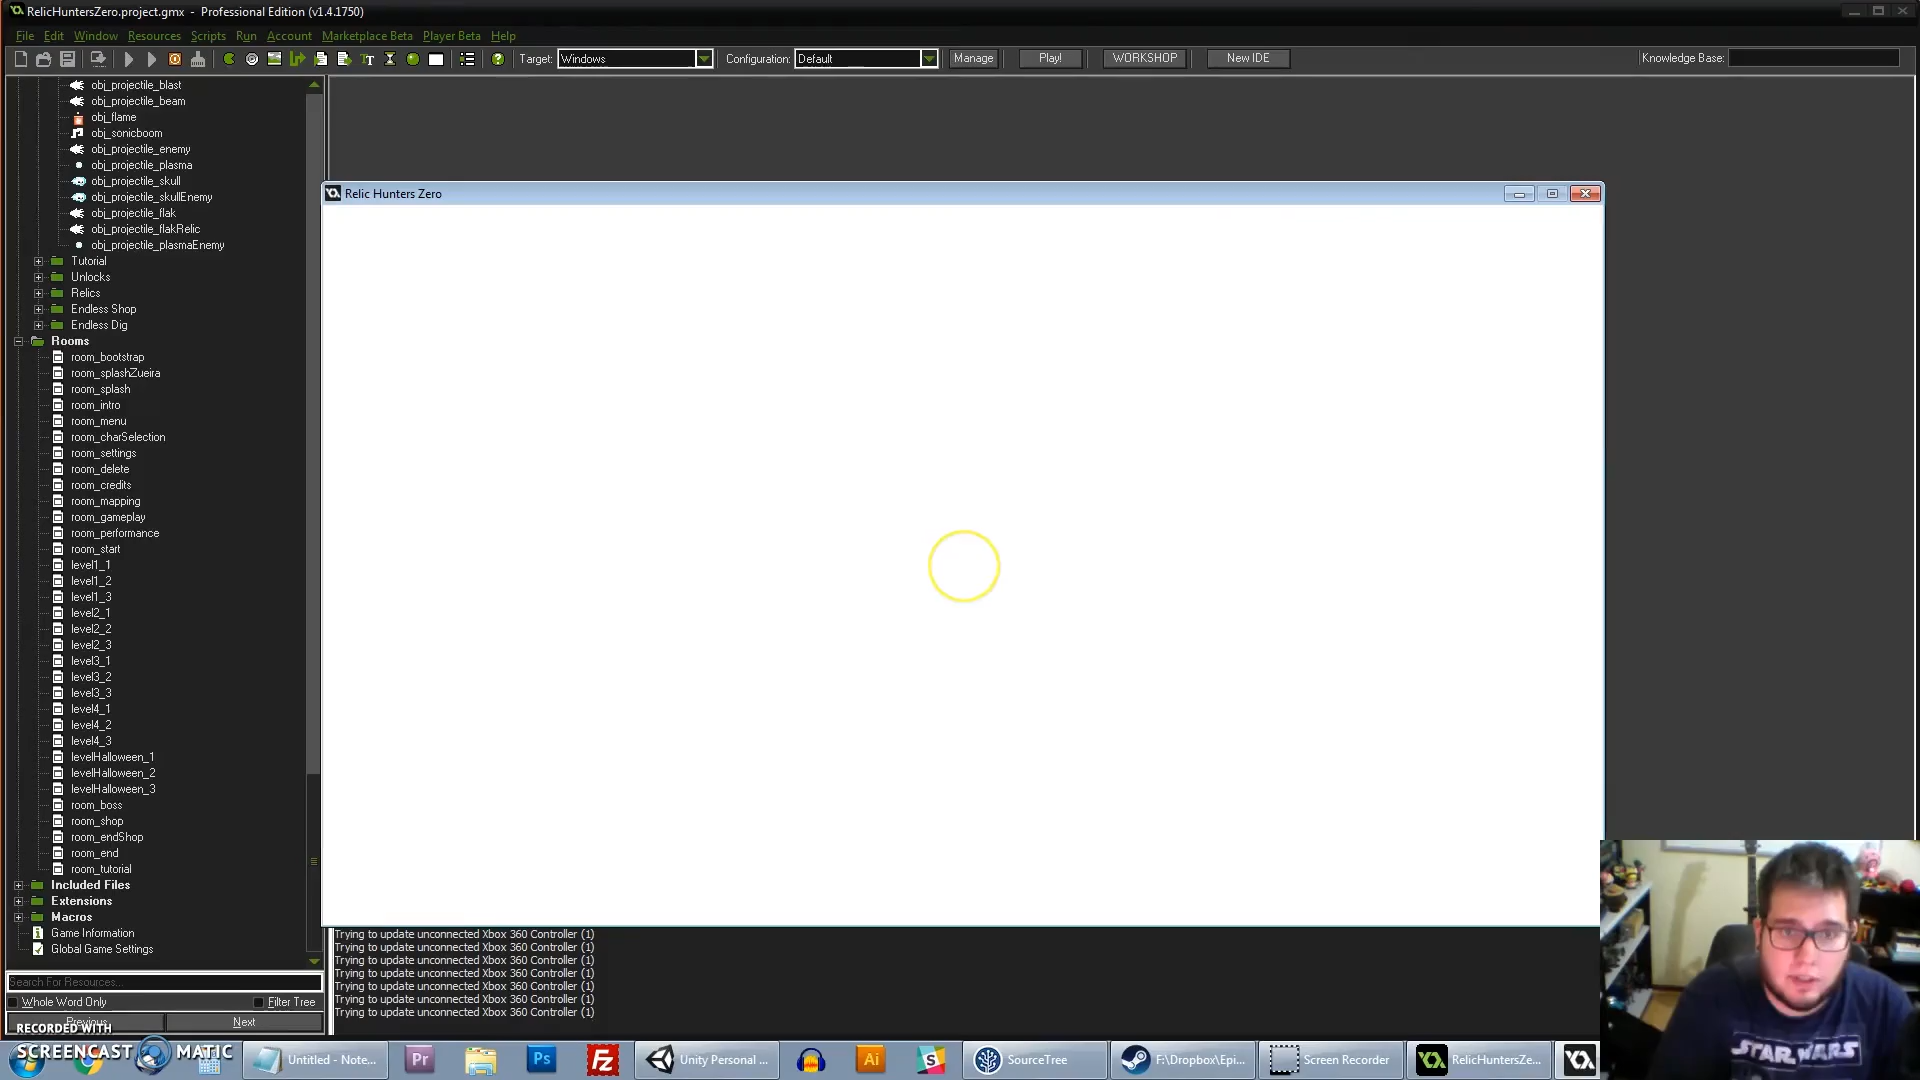 RelicHuntersZero.project.gmx - Professional Edition (v1.4.1750)
File Edit Window Resources Scripts Run Account Marketplace Beta Player Beta Help
Target: Windows Configuration: Default Manage Play! WORKSHOP New IDE Knowledge Base:
obj_projectile_blast
obj_projectile_beam
obj_flame
obj_sonicboom
obj_projectile_enemy
obj_projectile_plasma
obj_projectile_skull
obj_projectile_skullEnemy
obj_projectile_flak
obj_projectile_flakRelic
obj_projectile_plasmaEnemy
Tutorial
Unlocks
Relics
Endless Shop
Endless Dig
Rooms
room_bootstrap
room_splashZueira
room_splash
room_intro
room_menu
room_charSelection
room_settings
room_delete
room_credits
room_mapping
room_gameplay
room_performance
room_start
level1_1
level1_2
level1_3
level2_1
level2_2
level2_3
level3_1
level3_2
level3_3
level4_1
level4_2
level4_3
levelHalloween_1
levelHalloween_2
levelHalloween_3
room_boss
room_shop
room_endShop
room_end
room_tutorial
Included Files
Extensions
Macros
Game Information
Global Game Settings
Search For Resources...
Whole Word Only Filter Tree
Previous Next
Relic Hunters Zero
Trying to update unconnected Xbox 360 Controller (1)
Trying to update unconnected Xbox 360 Controller (1)
Trying to update unconnected Xbox 360 Controller (1)
Trying to update unconnected Xbox 360 Controller (1)
Trying to update unconnected Xbox 360 Controller (1)
Trying to update unconnected Xbox 360 Controller (1)
Trying to update unconnected Xbox 360 Controller (1)
RECORDED WITH
SCREENCAST MATIC
Untitled - Note... Pr Ps Fz Unity Personal ... Ai S SourceTree F:\Dropbox\Epi... Screen Recorder RelicHuntersZe...
STAR WARS